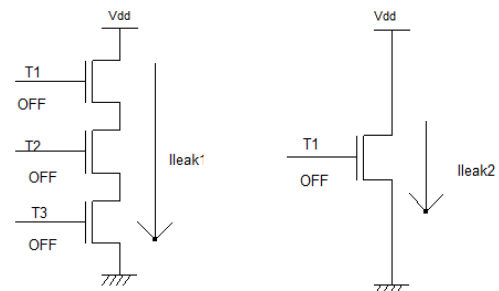 Vdd
T1
OFF
T2
OFF
T3
OFF
Ileak1
Vdd
T1
OFF
Ileak2